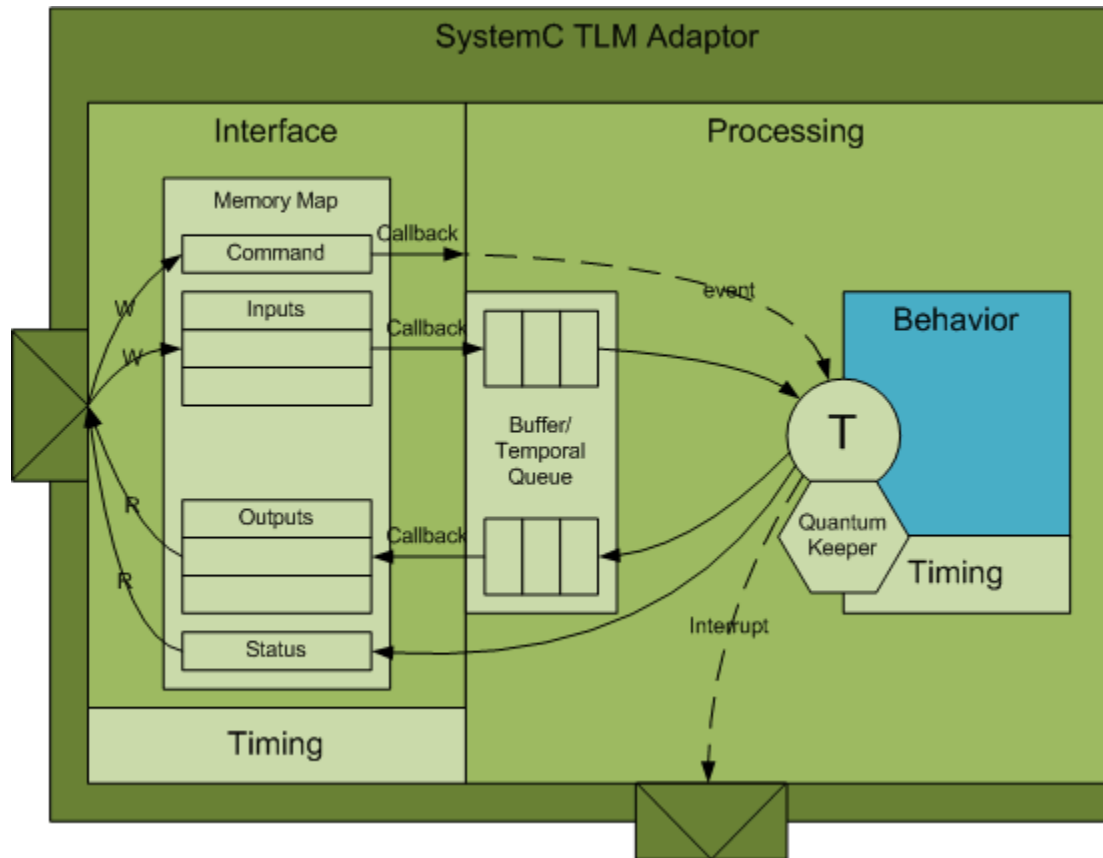 SystemC TLM Adaptor
Interface
Processing
Memory Map
Command
Callback
event
W
Inputs
W
Callback
Behavior
T
Buffer/
Temporal
Queue
R
Outputs
Callback
Quantum
Keeper
Timing
R
Status
Interrupt
Timing